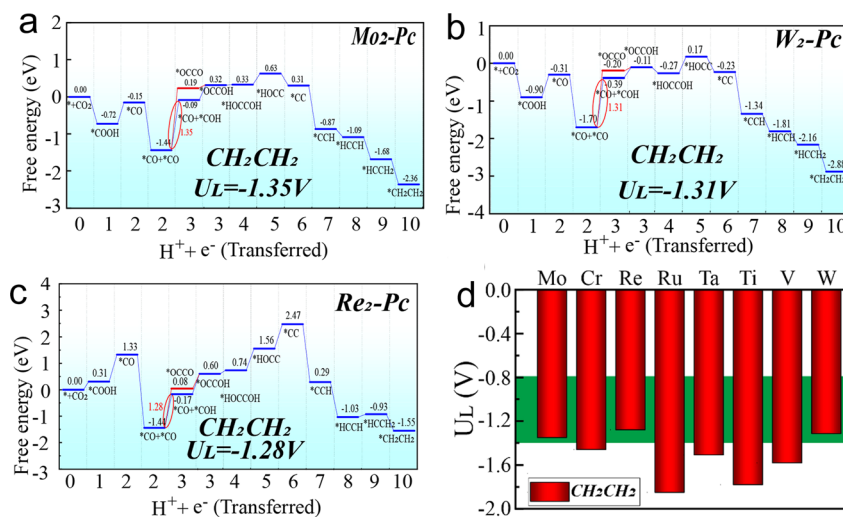 a
Mo2-Pc
Free energy (eV)
2
1
0
-1
-2
-3
0.00
*+CO₂
-0.72
*COOH
-0.15
*CO
-1.44
*CO+*CO
1.35
*OCCO
0.19
-0.09
*CO+*COH
0.32
*OCCOH
0.33
*HOCCOH
0.63
*HOCC
0.31
*CC
-0.87
*CCH
-1.09
*HCCH
-1.68
*HCCH₂
-2.36
*CH₂CH₂
CH₂CH₂
UL=-1.35V
0 1 2 2 3 3 4 5 6 7 8 9 10
H⁺+ e⁻ (Transferred)
b
W₂-Pc
Free energy (eV)
2
1
0
-1
-2
-3
-4
0.00
*+CO₂
-0.90
*COOH
-0.31
*CO
-1.70
*CO+*CO
1.31
*OCCO
-0.20
-0.39
*CO+*COH
*OCCOH
-0.11
-0.27
*HOCCOH
0.17
*HOCC
-0.23
*CC
-1.34
*CCH
-1.81
*HCCH
-2.16
*HCCH₂
-2.88
*CH₂CH₂
CH₂CH₂
UL=-1.31V
0 1 2 2 3 3 4 5 6 7 8 9 10
H⁺+ e⁻ (Transferred)
c
Re₂-Pc
Free energy (eV)
4
3
2
1
0
-1
-2
-3
0.00
*+CO₂
0.31
*COOH
1.33
*CO
-1.44
*CO+*CO
1.28
*OCCO
0.08
-0.17
*CO+*COH
0.60
*OCCOH
0.74
*HOCCOH
1.56
*HOCC
2.47
*CC
0.29
*CCH
-1.03
*HCCH
-0.93
*HCCH₂
-1.55
*CH₂CH₂
CH₂CH₂
UL=-1.28V
0 1 2 2 3 3 4 5 6 7 8 9 10
H⁺+ e⁻ (Transferred)
d
Mo Cr Re Ru Ta Ti V W
UL (V)
0.0
-0.4
-0.8
-1.2
-1.6
-2.0
CH₂CH₂